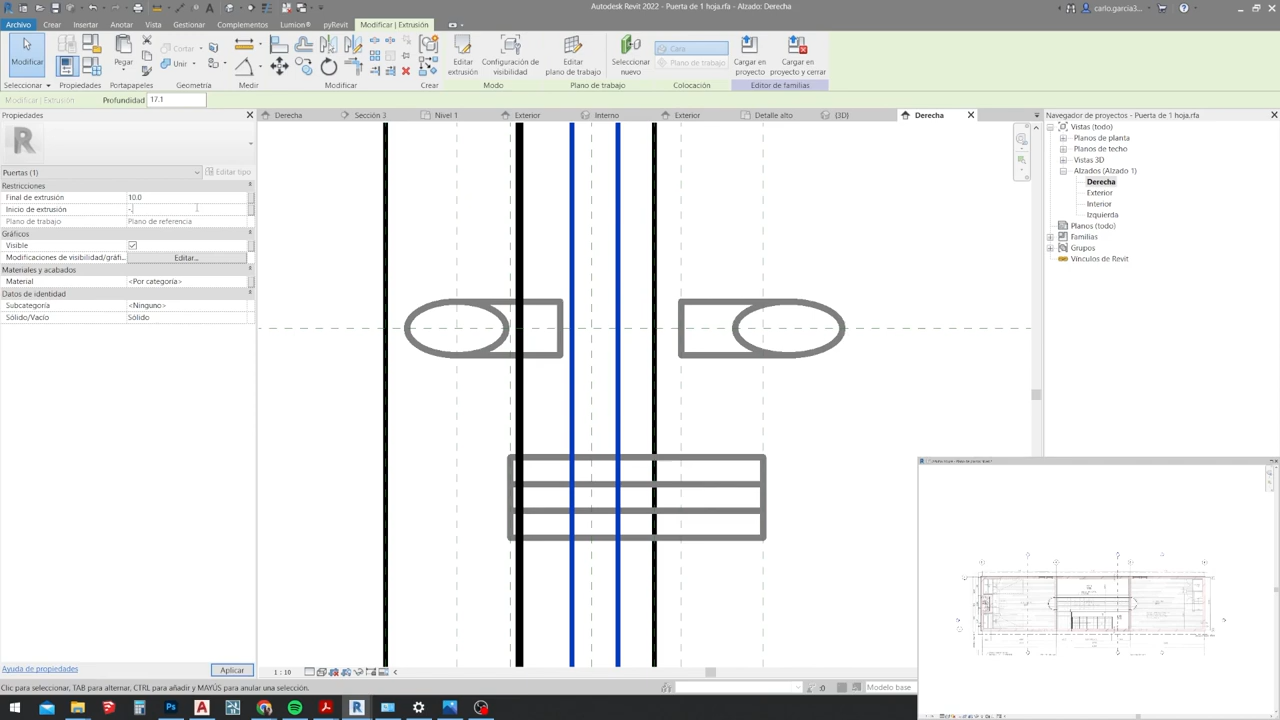 Autodesk Revit 2022 - Puerta de 1 hoja.rfa - Alzado: Derecha
carlo.garcia3...
Archivo Crear Insertar Anotar Vista Gestionar Complementos Lumion® pyRevit Modificar | Extrusión
Modificar
Pegar
Cortar
Unir
Editar extrusión
Configuración de visibilidad
Editar plano de trabajo
Seleccionar nuevo
Cara
Plano de trabajo
Cargar en proyecto
Cargar en proyecto y cerrar
Seleccionar Propiedades Portapapeles Geometría Medir Modificar Crear Modo Plano de trabajo Colocación Editor de familias
Modificar | Extrusión Profundidad 17.1
Propiedades
Derecha Sección 3 Nivel 1 Exterior Interno Exterior Detalle alto {3D} Derecha
Puertas (1) Editar tipo
Restricciones
Final de extrusión 10.0
Inicio de extrusión -
Plano de trabajo Plano de referencia
Gráficos
Visible
Modificaciones de visibilidad/gráfi... Editar...
Materiales y acabados
Material <Por categoría>
Datos de identidad
Subcategoría <Ninguno>
Sólido/Vacío Sólido
Ayuda de propiedades Aplicar
Navegador de proyectos - Puerta de 1 hoja.rfa
Vistas (todo)
Planos de planta
Planos de techo
Vistas 3D
Alzados (Alzado 1)
Derecha
Exterior
Interior
Izquierda
Planos (todo)
Familias
Grupos
Vínculos de Revit
1 : 10
Clic para seleccionar, TAB para alternar, CTRL para añadir y MAYÚS para anular una selección.
:0 Modelo base